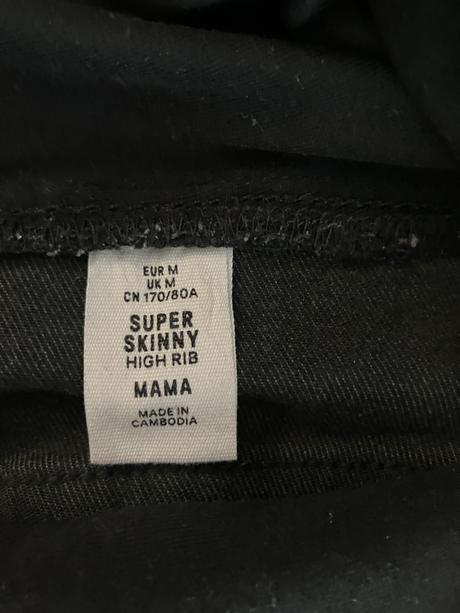 EUR M
UK M
CN 170/80A
SUPER
SKINNY
HIGH RIB
MAMA
MADE IN
CAMBODIA